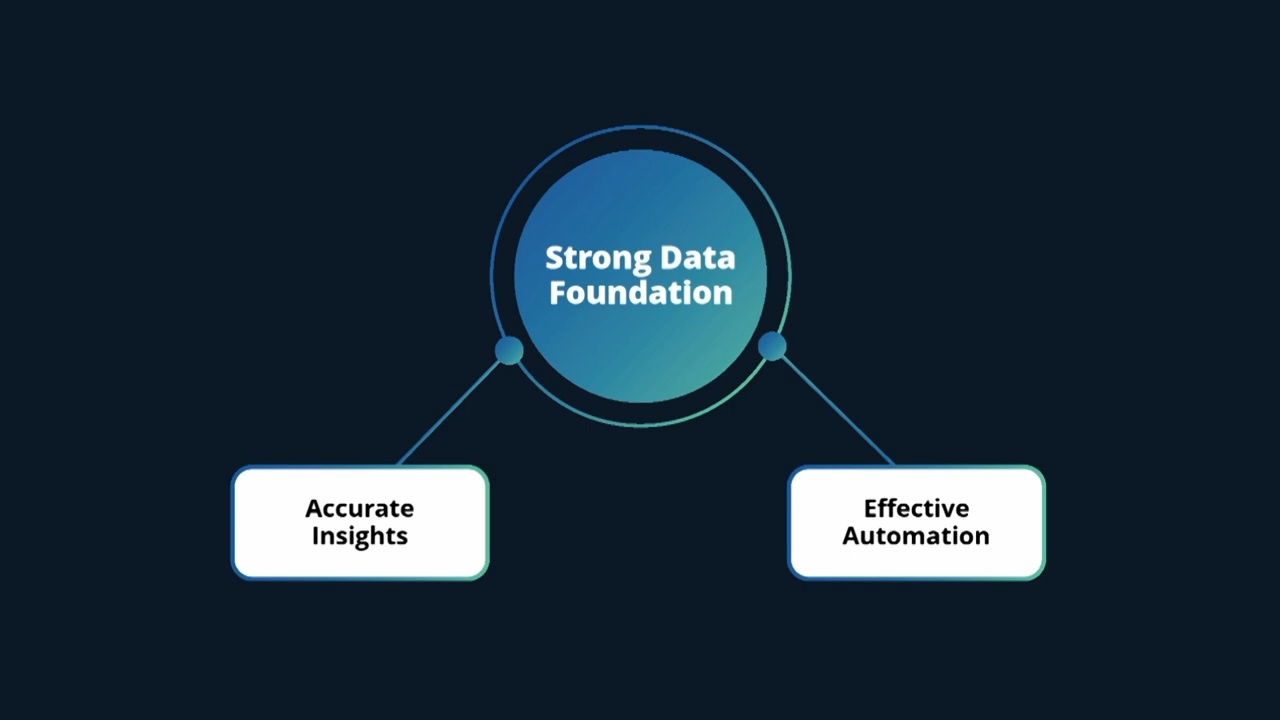 Strong Data
Foundation
Accurate
Insights
Effective
Automation